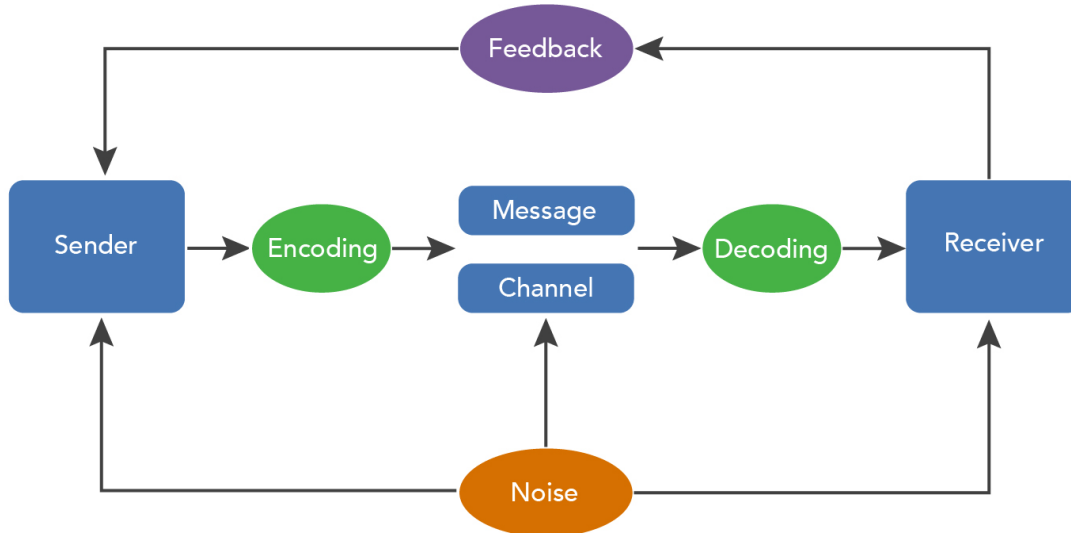 Feedback
Sender
Encoding
Message
Channel
Decoding
Receiver
Noise